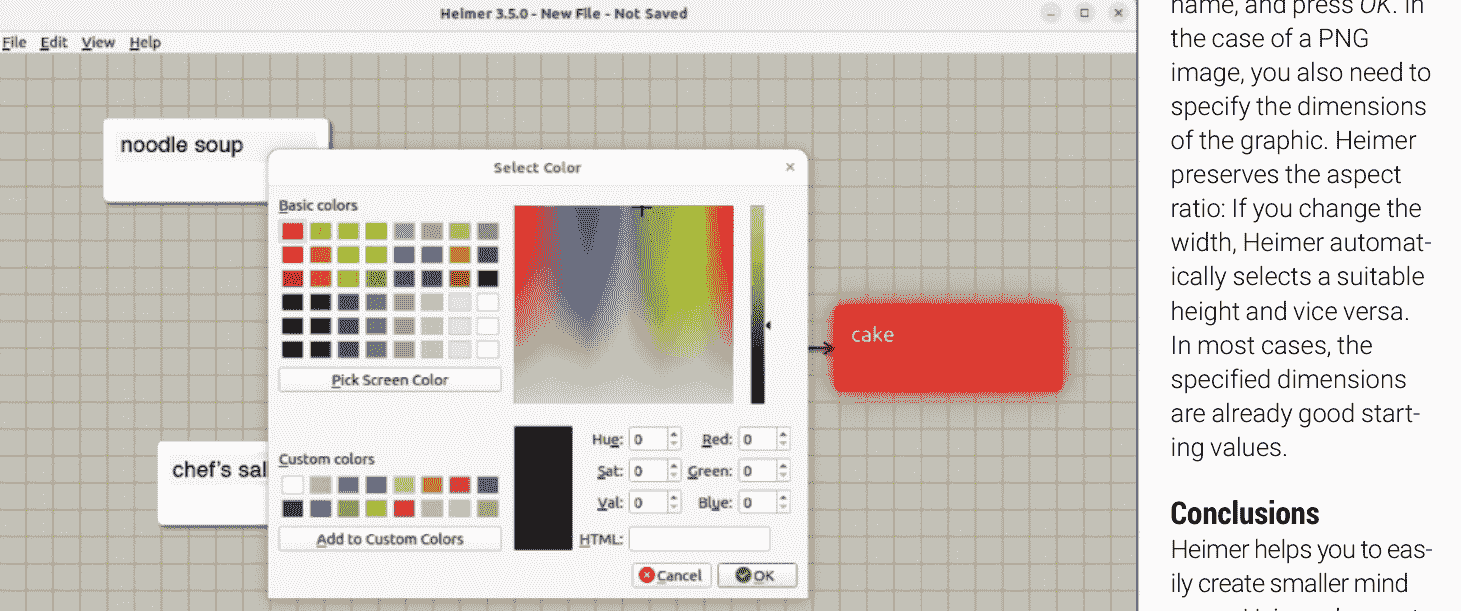 Heimer 3.5.0 - New File - Not Saved
File Edit View Help
noodle soup
Select Color
Basic colors
Pick Screen Color
cake
chef's sal
Custom colors
Hue: 0 Red: 0
Sat: 0 Green: 0
Val: 0 Blue: 0
Add to Custom Colors
HTML:
Cancel OK
name, and press OK. In
the case of a PNG
image, you also need to
specify the dimensions
of the graphic. Heimer
preserves the aspect
ratio: If you change the
width, Heimer automat-
ically selects a suitable
height and vice versa.
In most cases, the
specified dimensions
are already good start-
ing values.
Conclusions
Heimer helps you to eas-
ily create smaller mind